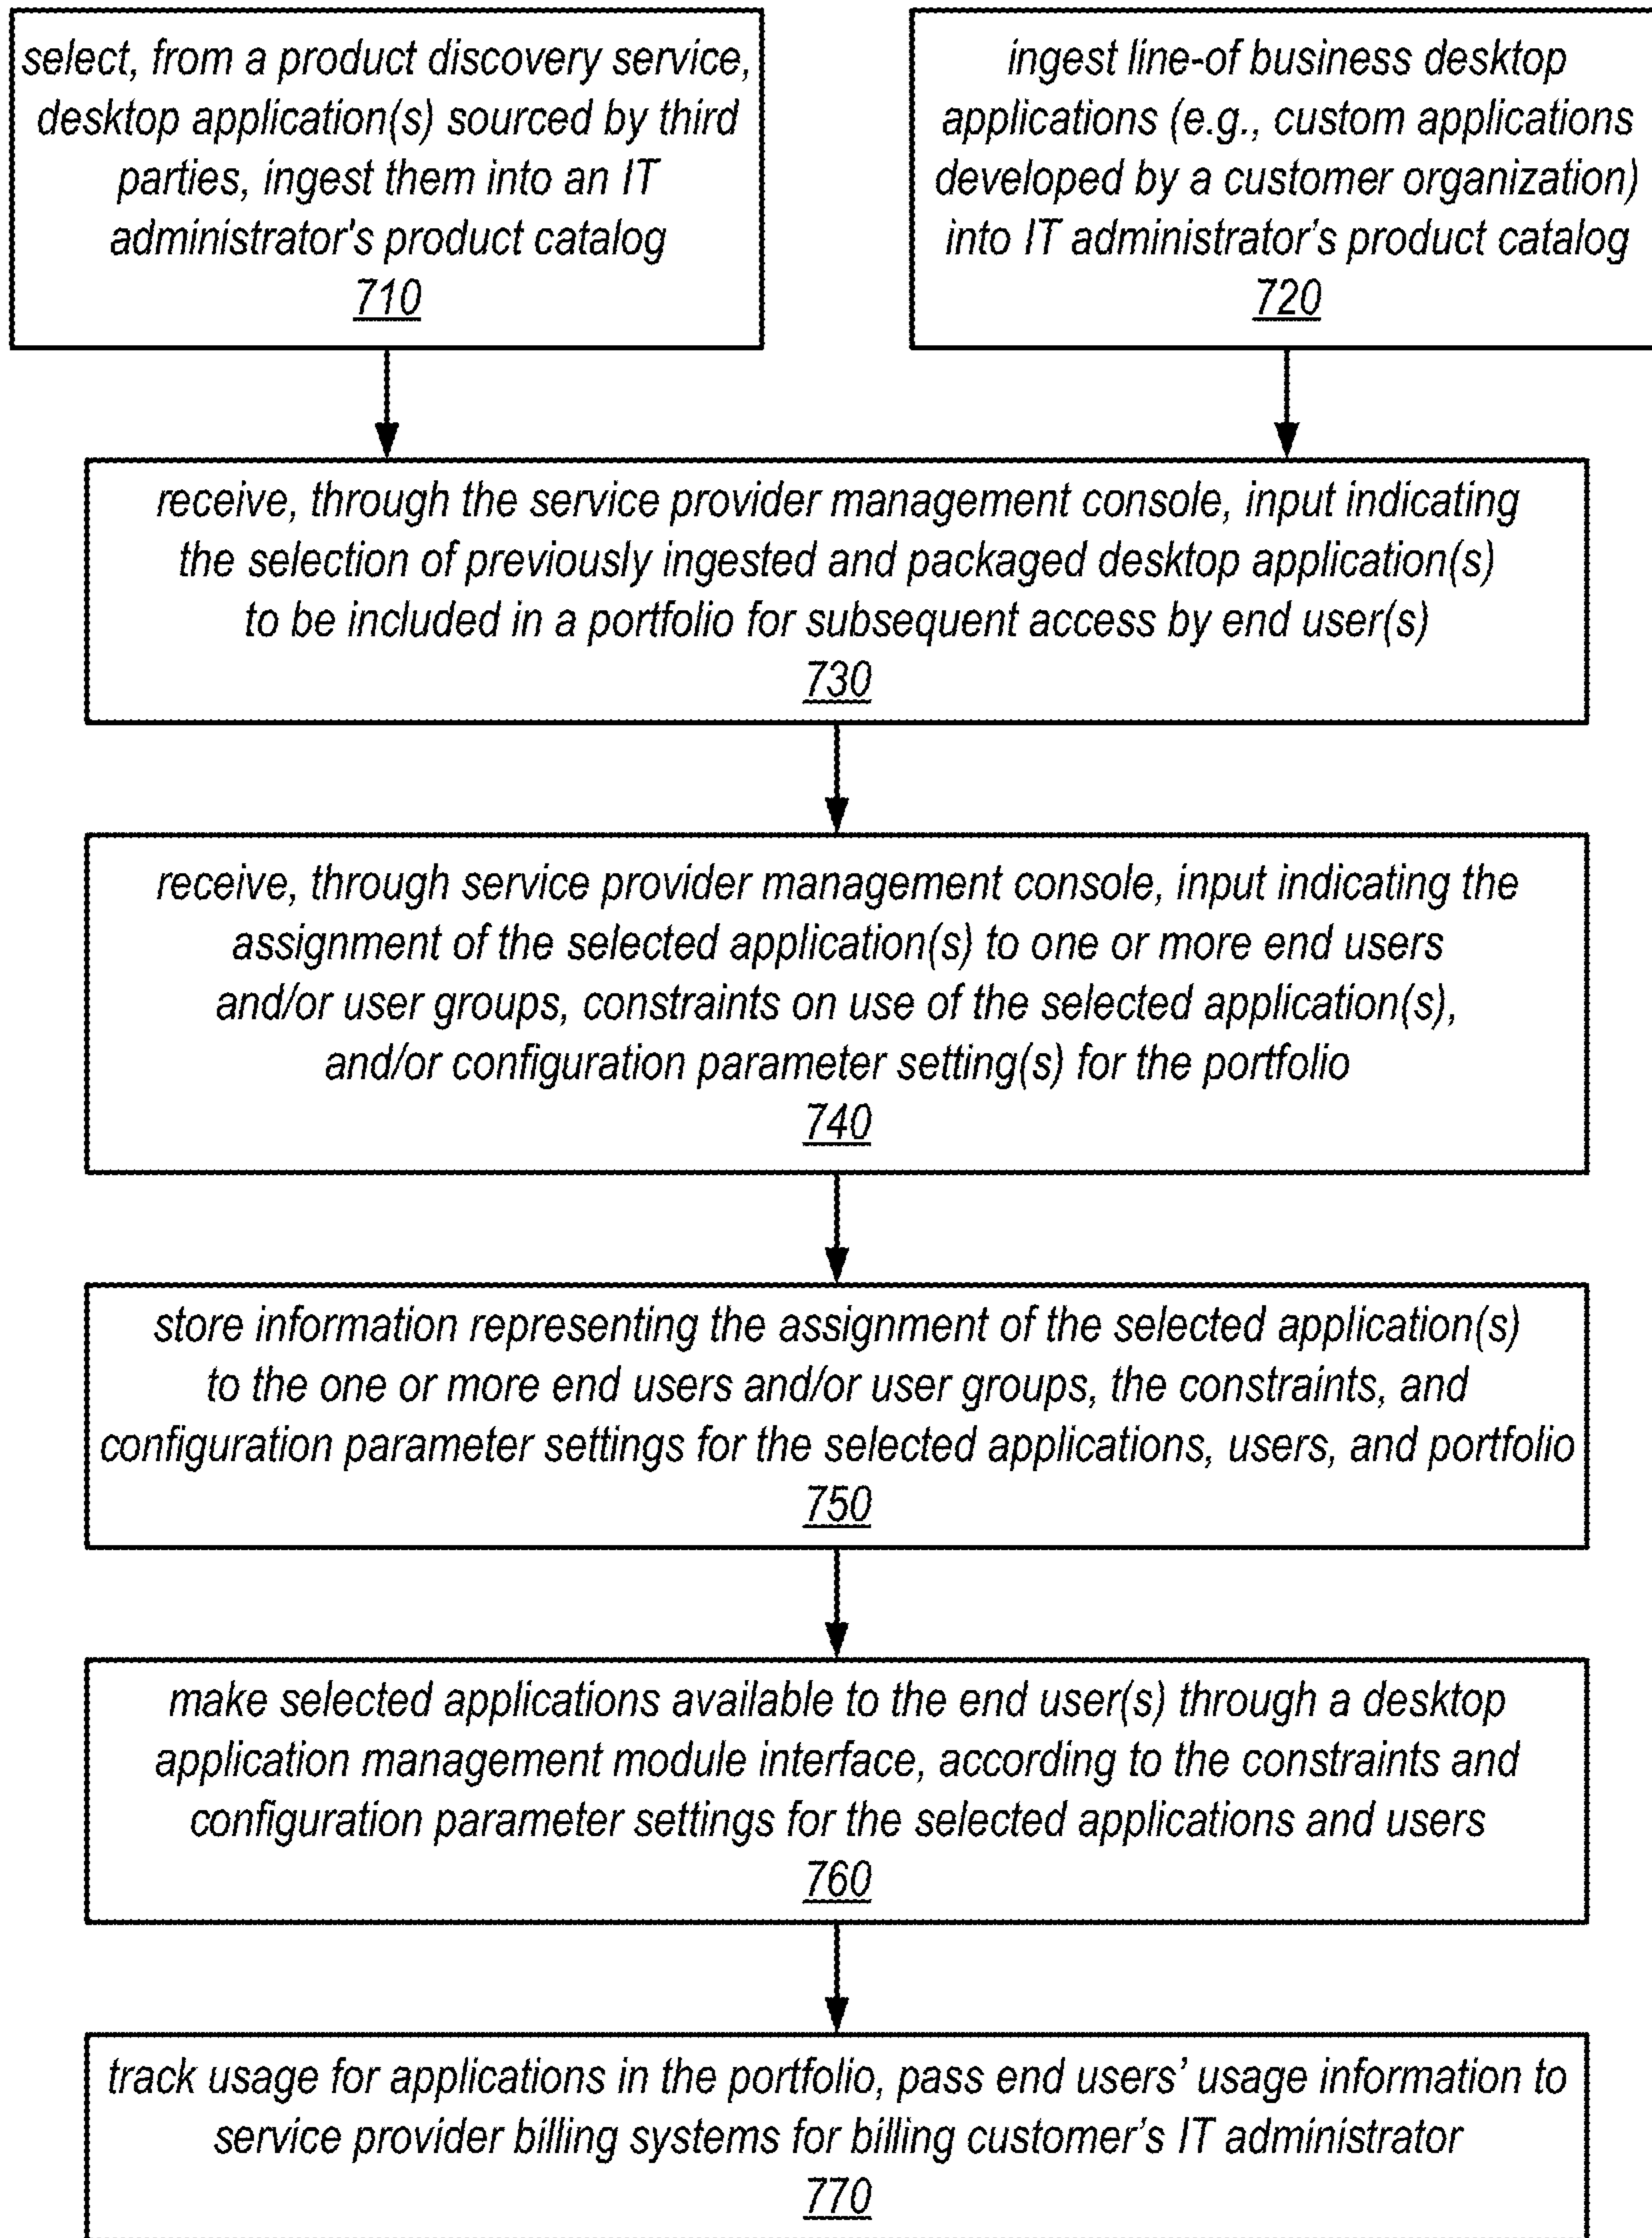 select, from a product discovery service,
desktop application(s) sourced by third
parties, ingest them into an IT
administrator's product catalog
710
ingest line-of business desktop
applications (e.g., custom applications
developed by a customer organization)
into IT administrator’s product catalog
720
receive, through the service provider management console, input indicating
the selection of previously ingested and packaged desktop application(s)
to be included in a portfolio for subsequent access by end user(s)
730
receive, through service provider management console, input indicating the
assignment of the selected application(s) to one or more end users
and/or user groups, constraints on use of the selected application(s),
and/or configuration parameter setting(s) for the portfolio
740
store information representing the assignment of the selected application(s)
to the one or more end users and/or user groups, the constraints, and
configuration parameter settings for the selected applications, users, and portfolio
750
make selected applications available to the end user(s) through a desktop
application management module interface, according to the constraints and
configuration parameter settings for the selected applications and users
760
track usage for applications in the portfolio, pass end users’ usage information to
service provider billing systems for billing customer’s IT administrator
770